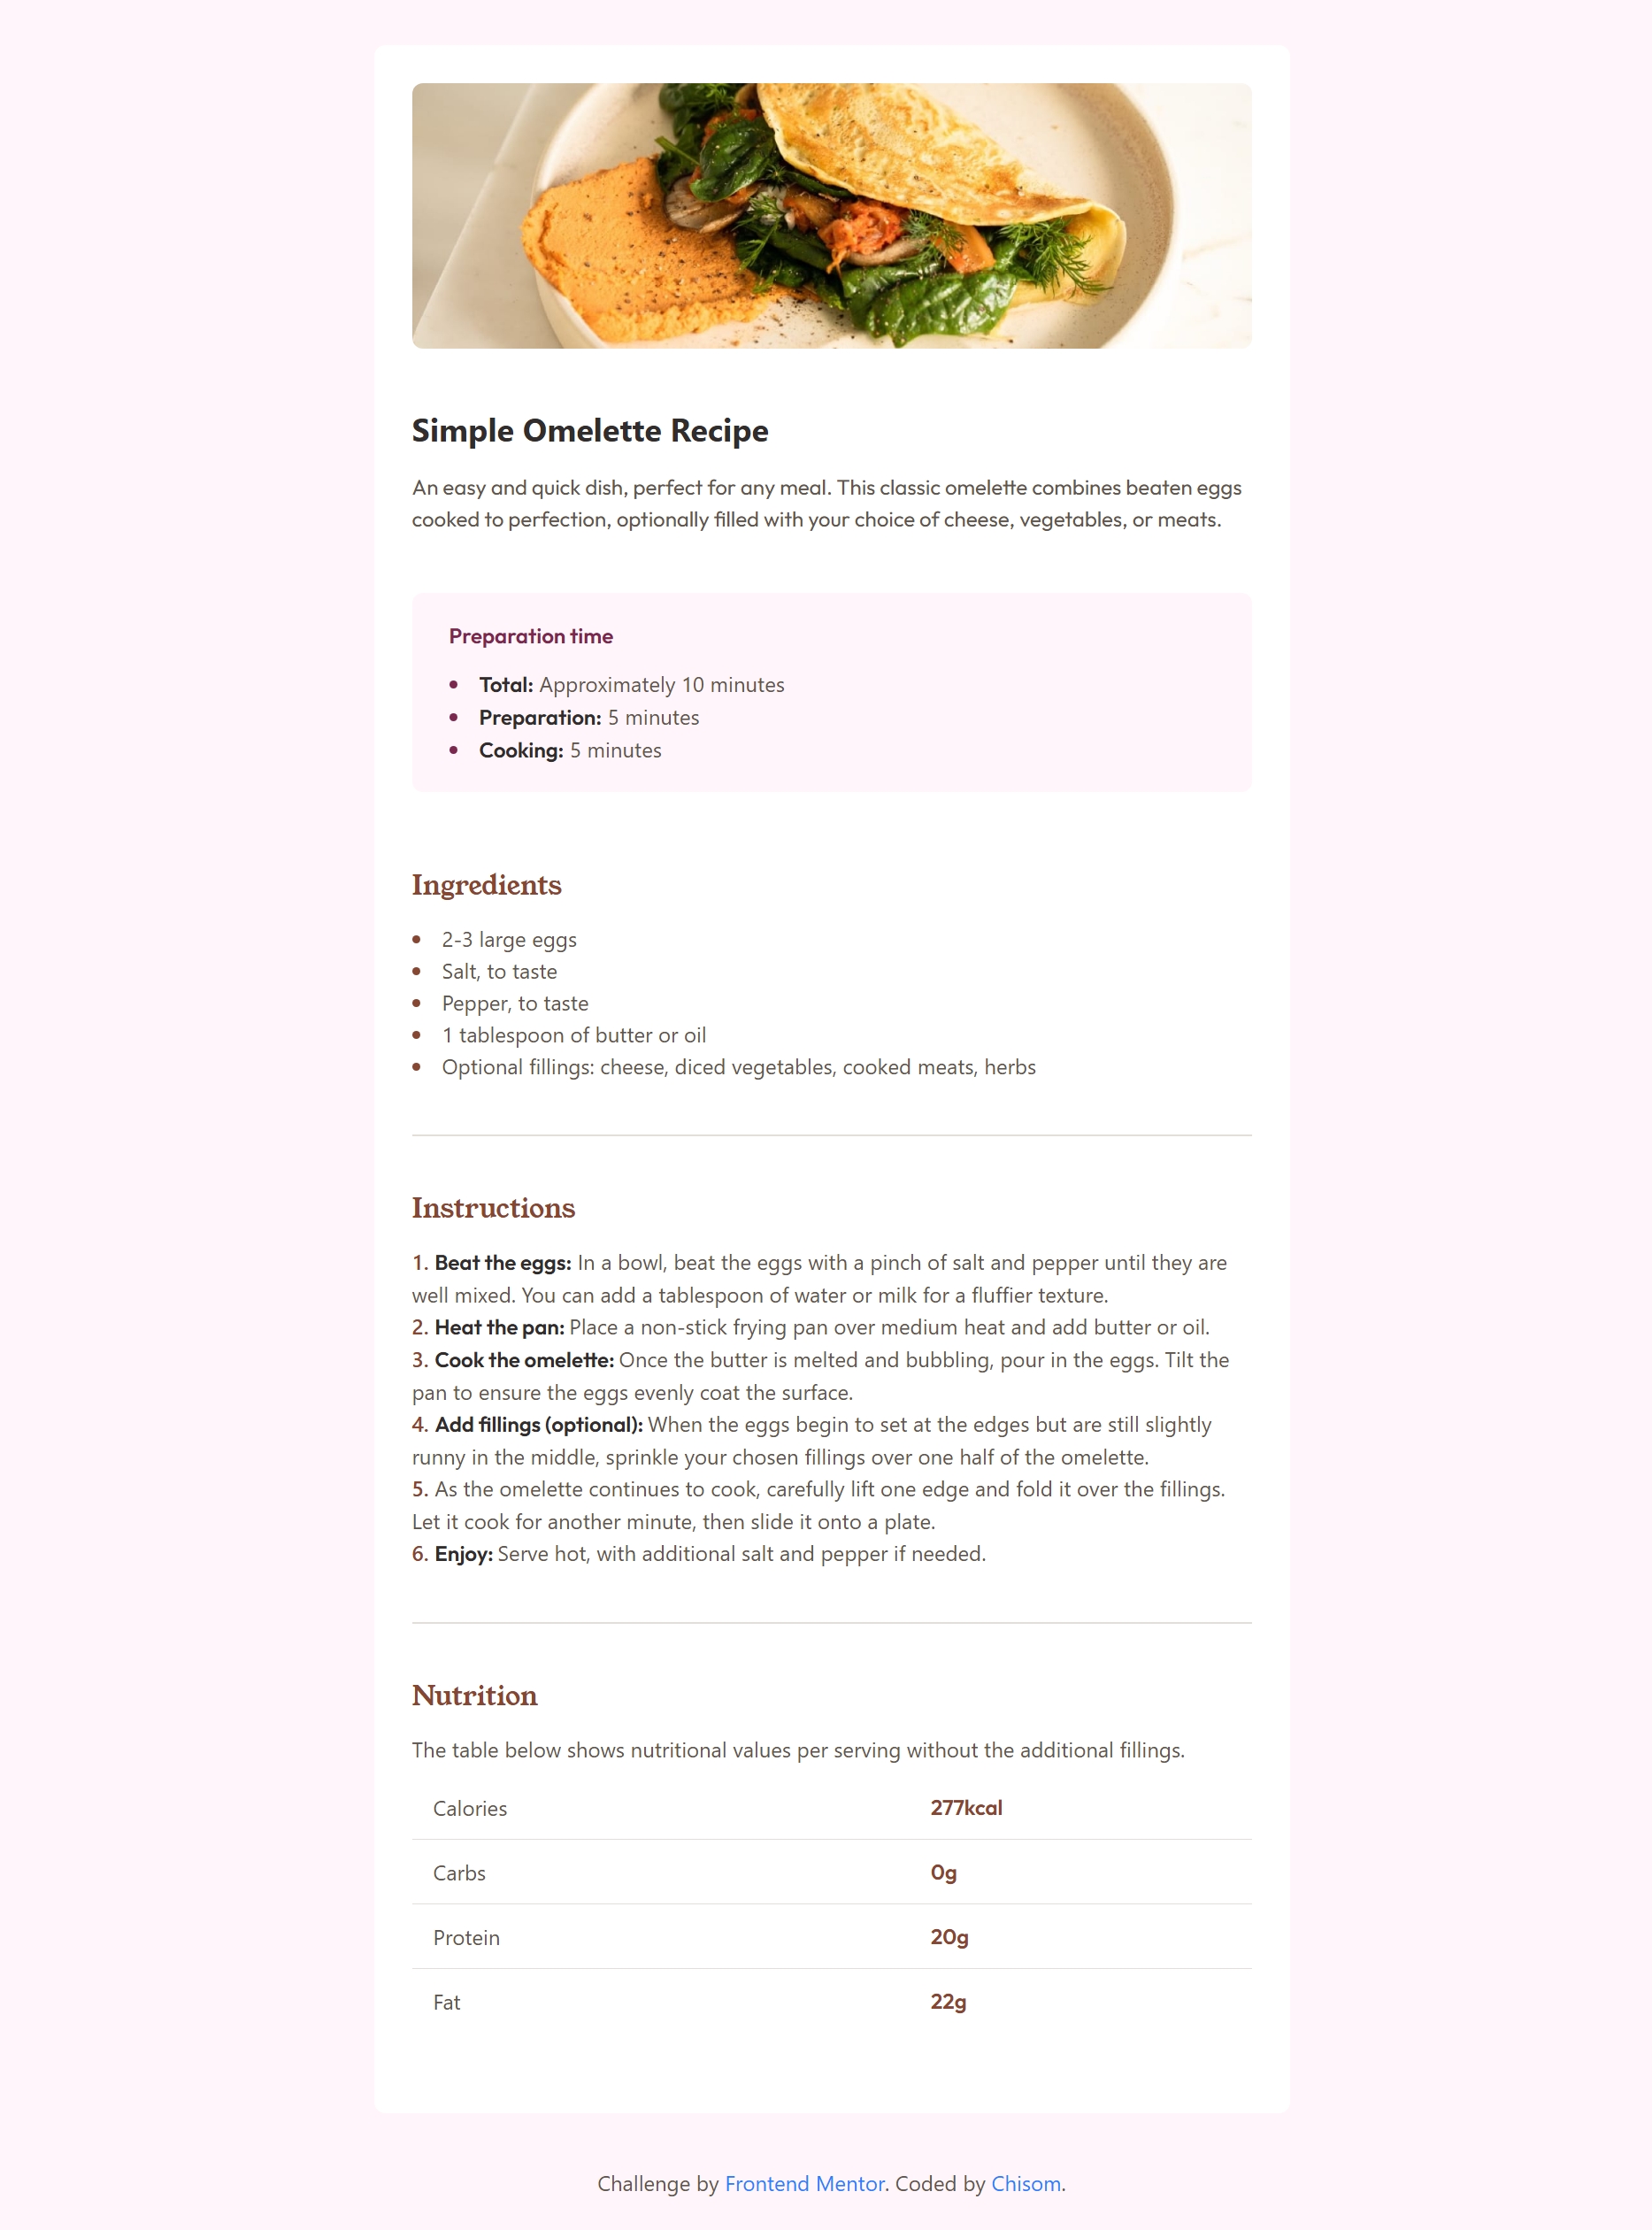 Simple Omelette Recipe
An easy and quick dish, perfect for any meal. This classic omelette combines beaten eggs
cooked to perfection, optionally filled with your choice of cheese, vegetables, or meats.
Preparation time
• Total: Approximately 10 minutes
• Preparation: 5 minutes
• Cooking: 5 minutes
Ingredients
• 2-3 large eggs
• Salt, to taste
• Pepper, to taste
• 1 tablespoon of butter or oil
• Optional fillings: cheese, diced vegetables, cooked meats, herbs
Instructions
1. Beat the eggs: In a bowl, beat the eggs with a pinch of salt and pepper until they are
well mixed. You can add a tablespoon of water or milk for a fluffier texture.
2. Heat the pan: Place a non-stick frying pan over medium heat and add butter or oil.
3. Cook the omelette: Once the butter is melted and bubbling, pour in the eggs. Tilt the
pan to ensure the eggs evenly coat the surface.
4. Add fillings (optional): When the eggs begin to set at the edges but are still slightly
runny in the middle, sprinkle your chosen fillings over one half of the omelette.
5. As the omelette continues to cook, carefully lift one edge and fold it over the fillings.
Let it cook for another minute, then slide it onto a plate.
6. Enjoy: Serve hot, with additional salt and pepper if needed.
Nutrition
The table below shows nutritional values per serving without the additional fillings.
Calories 277kcal
Carbs 0g
Protein 20g
Fat 22g
Challenge by Frontend Mentor. Coded by Chisom.